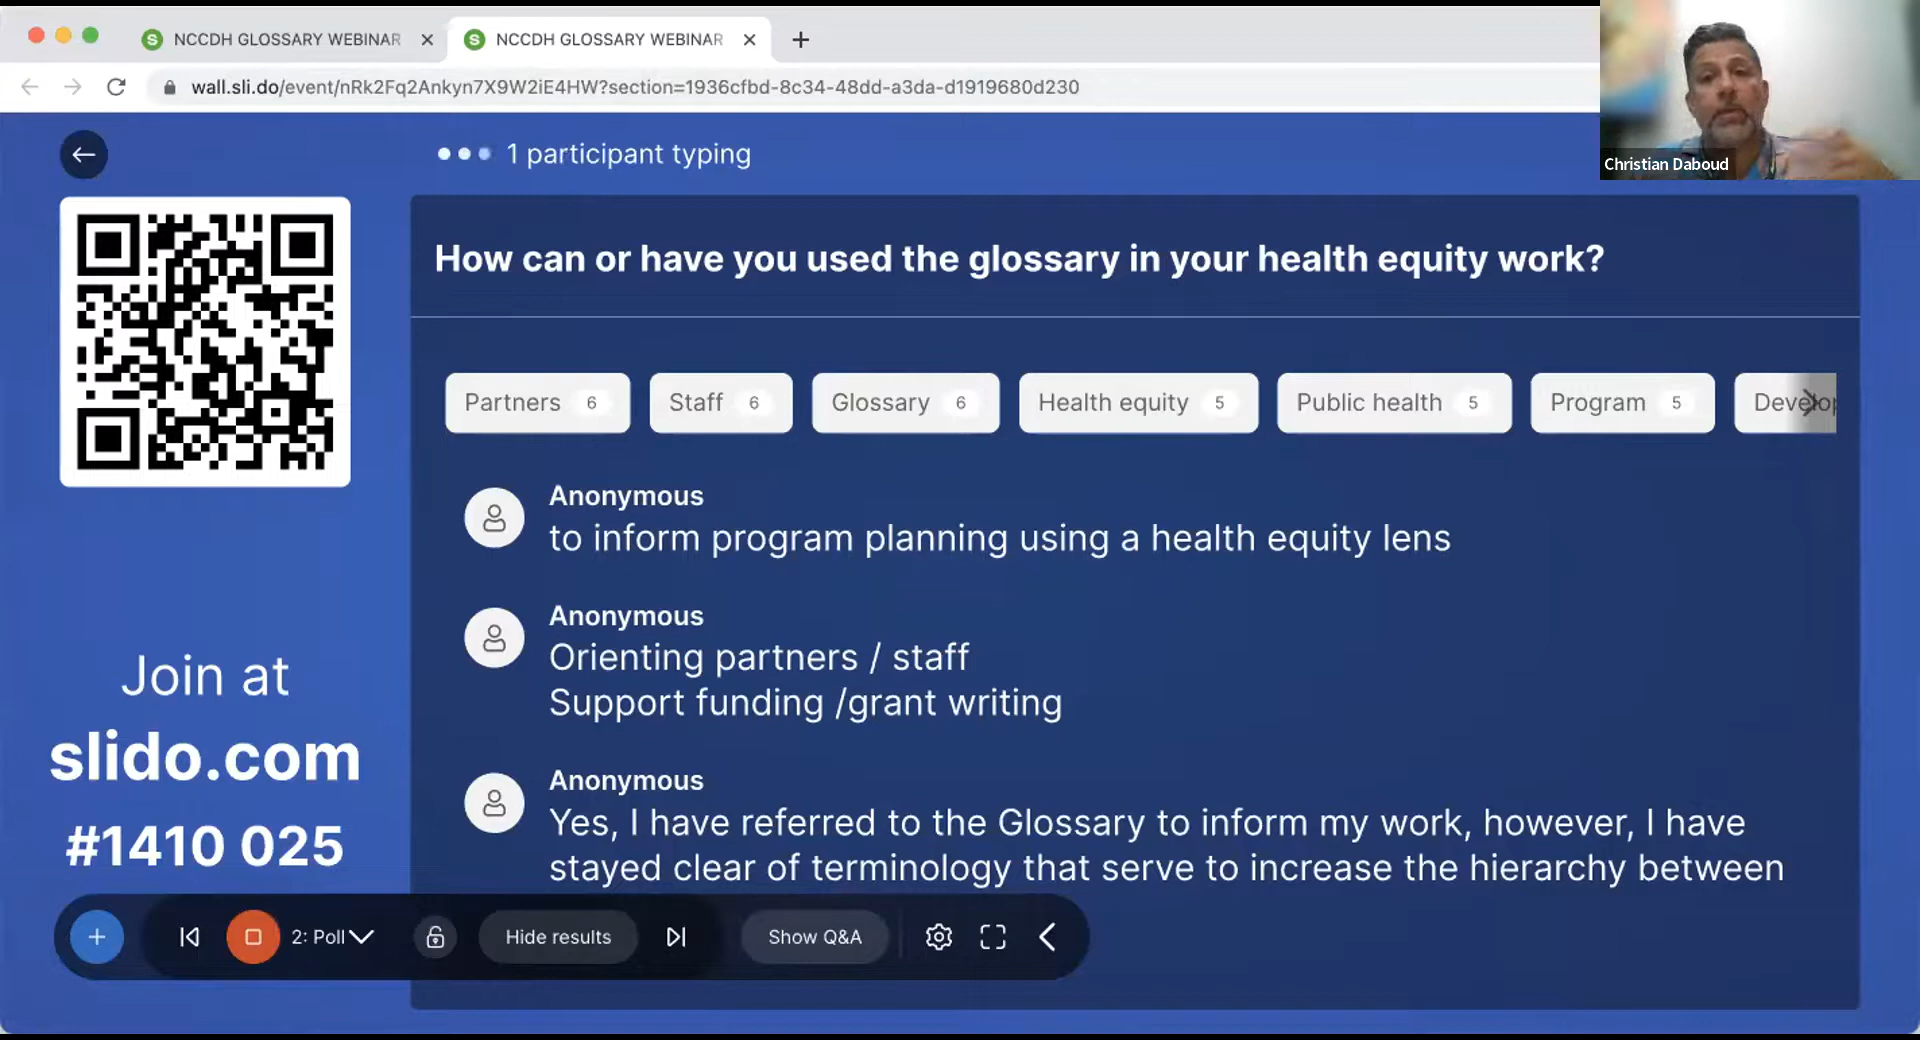 NCCDH GLOSSARY WEBINAR
NCCDH GLOSSARY WEBINAR
wall.sli.do/event/nRk2Fq2Ankyn7X9W2iE4HW?section=1936cfbd-8c34-48dd-a3da-d1919680d230
Christian Daboud
1 participant typing
How can or have you used the glossary in your health equity work?
Partners 6 Staff 6 Glossary 6 Health equity 5 Public health 5 Program 5 Develop
Anonymous
to inform program planning using a health equity lens
Anonymous
Orienting partners / staff
Support funding /grant writing
Anonymous
Yes, I have referred to the Glossary to inform my work, however, I have
stayed clear of terminology that serve to increase the hierarchy between
Join at
slido.com
#1410 025
2: Poll Hide results Show Q&A